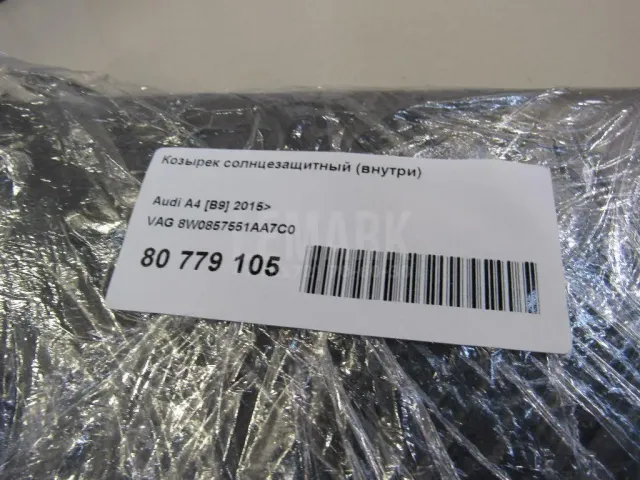 Козырек солнцезащитный (внутри)
Audi A4 [B9] 2015>
VAG 8W0857551AA7C0
80 779 105